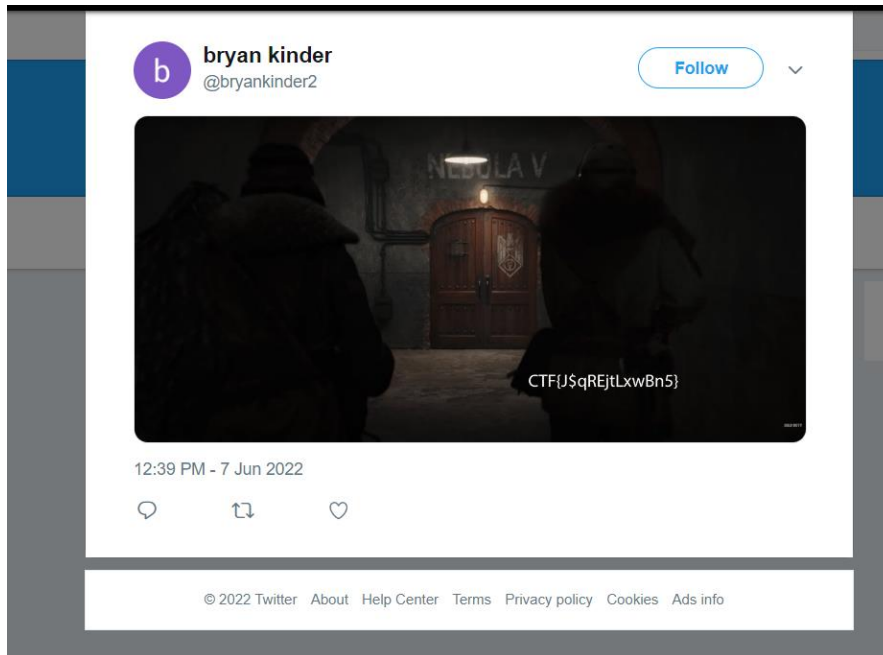 b
bryan kinder
@bryankinder2
Follow
NEBULA V
CTF{J$qREjtLxwBn5}
12:39 PM - 7 Jun 2022
© 2022 Twitter About Help Center Terms Privacy policy Cookies Ads info